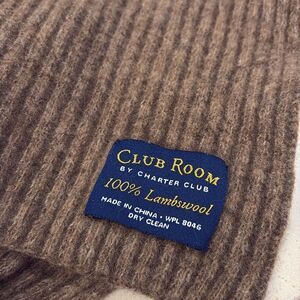 CLUB ROOM
BY CHARTER CLUB
100% Lambswool
MADE IN CHINA · WPL 8046
DRY CLEAN